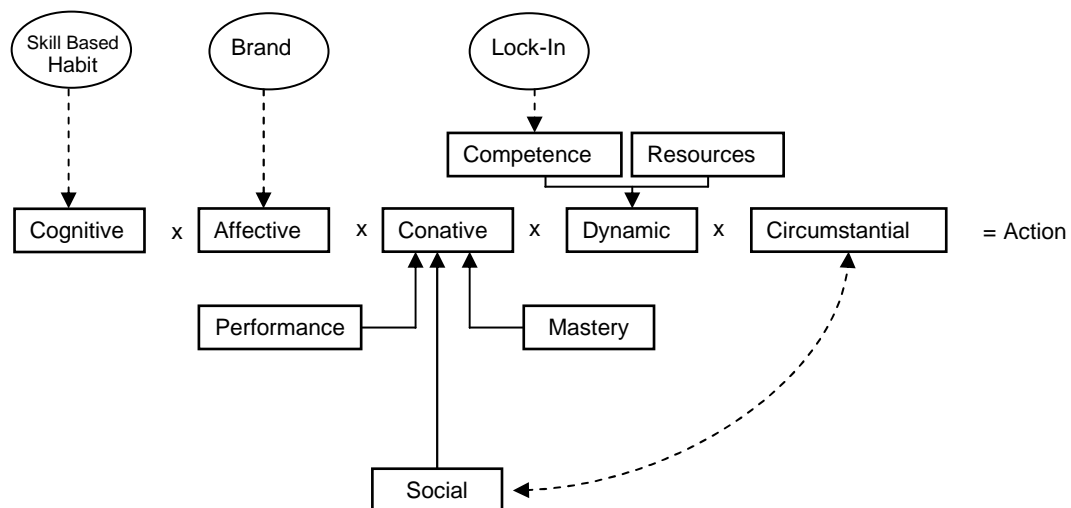 Skill Based
Habit
Brand
Lock-In
Competence
Resources
Cognitive x Affective x Conative x Dynamic x Circumstantial = Action
Performance
Mastery
Social